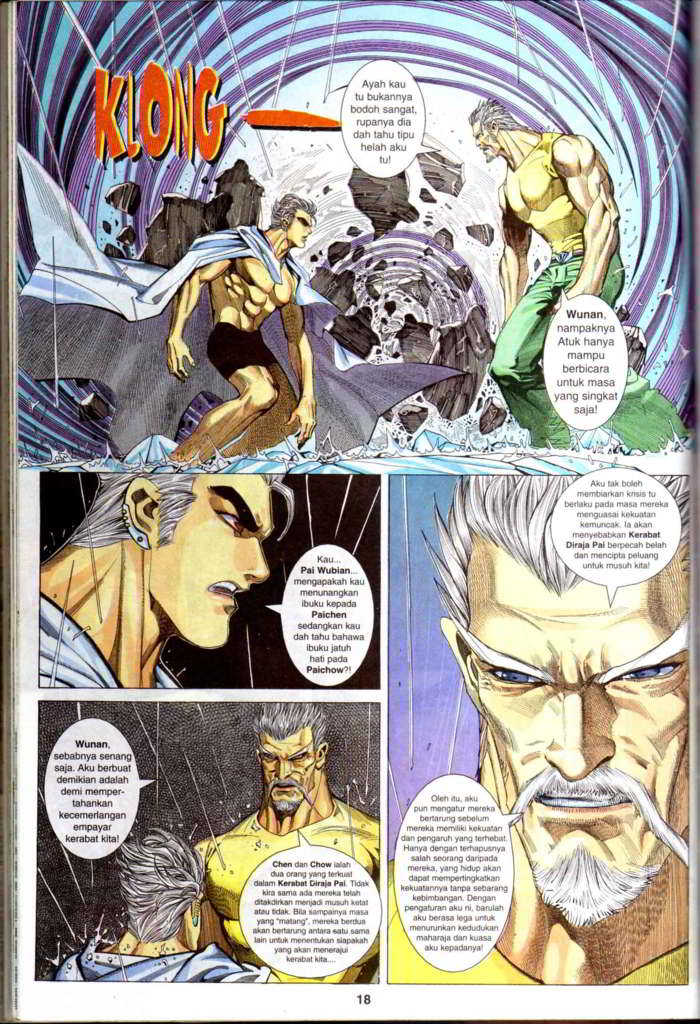 KLONG
Ayah kau
tu bukannya
bodoh sangat,
rupanya dia
dah tahu tipu
helah aku
tu!
Wunan,
nampaknya
Atuk hanya
mampu
berbicara
untuk masa
yang singkat
saja!
Kau...
Pai Wubian...
mengapakah kau
menunangkan
ibuku kepada
Paichen
sedangkan kau
dah tahu bahawa
ibuku jatuh
hati pada
Paichow?!
Aku tak boleh
membiarkan krisis tu
berlaku pada masa mereka
menguasai kekuatan
kemuncak. Ia akan
menyebabkan Kerabat
Diraja Pai berpecah belah
dan mencipta peluang
untuk musuh kita!
Wunan,
sebabnya senang
saja. Aku berbuat
demikian adalah
demi memper-
tahankan
kecemerlangan
empayar
kerabat kita!
Chen dan Chow ialah
dua orang yang terkuat
dalam Kerabat Diraja Pai. Tidak
kira sama ada mereka telah
ditakdirkan menjadi musuh ketat
atau tidak. Bila sampainya masa
yang "matang", mereka berdua
akan bertarung antara satu sama
lain untuk menentukan siapakah
yang akan menerajui
kerabat kita....
Oleh itu, aku
pun mengatur mereka
bertarung sebelum
mereka memiliki kekuatan
dan pengaruh yang terhebat.
Hanya dengan terhapusnya
salah seorang daripada
mereka, yang hidup akan
dapat mempertingkatkan
kekuatannya tanpa sebarang
kebimbangan. Dengan
pengaturan aku ni, barulah
aku berasa lega untuk
menurunkan kedudukan
maharaja dan kuasa
aku kepadanya!
18